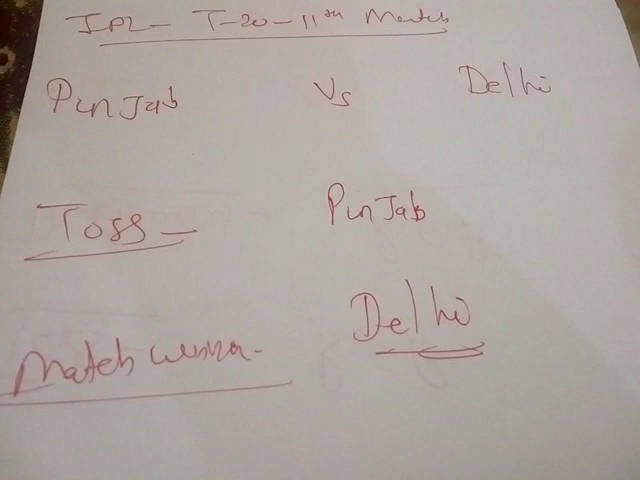 IPL - T-20 - 11th Match
Punjab Vs Delhi
Toss - Punjab
Match winner - Delhi